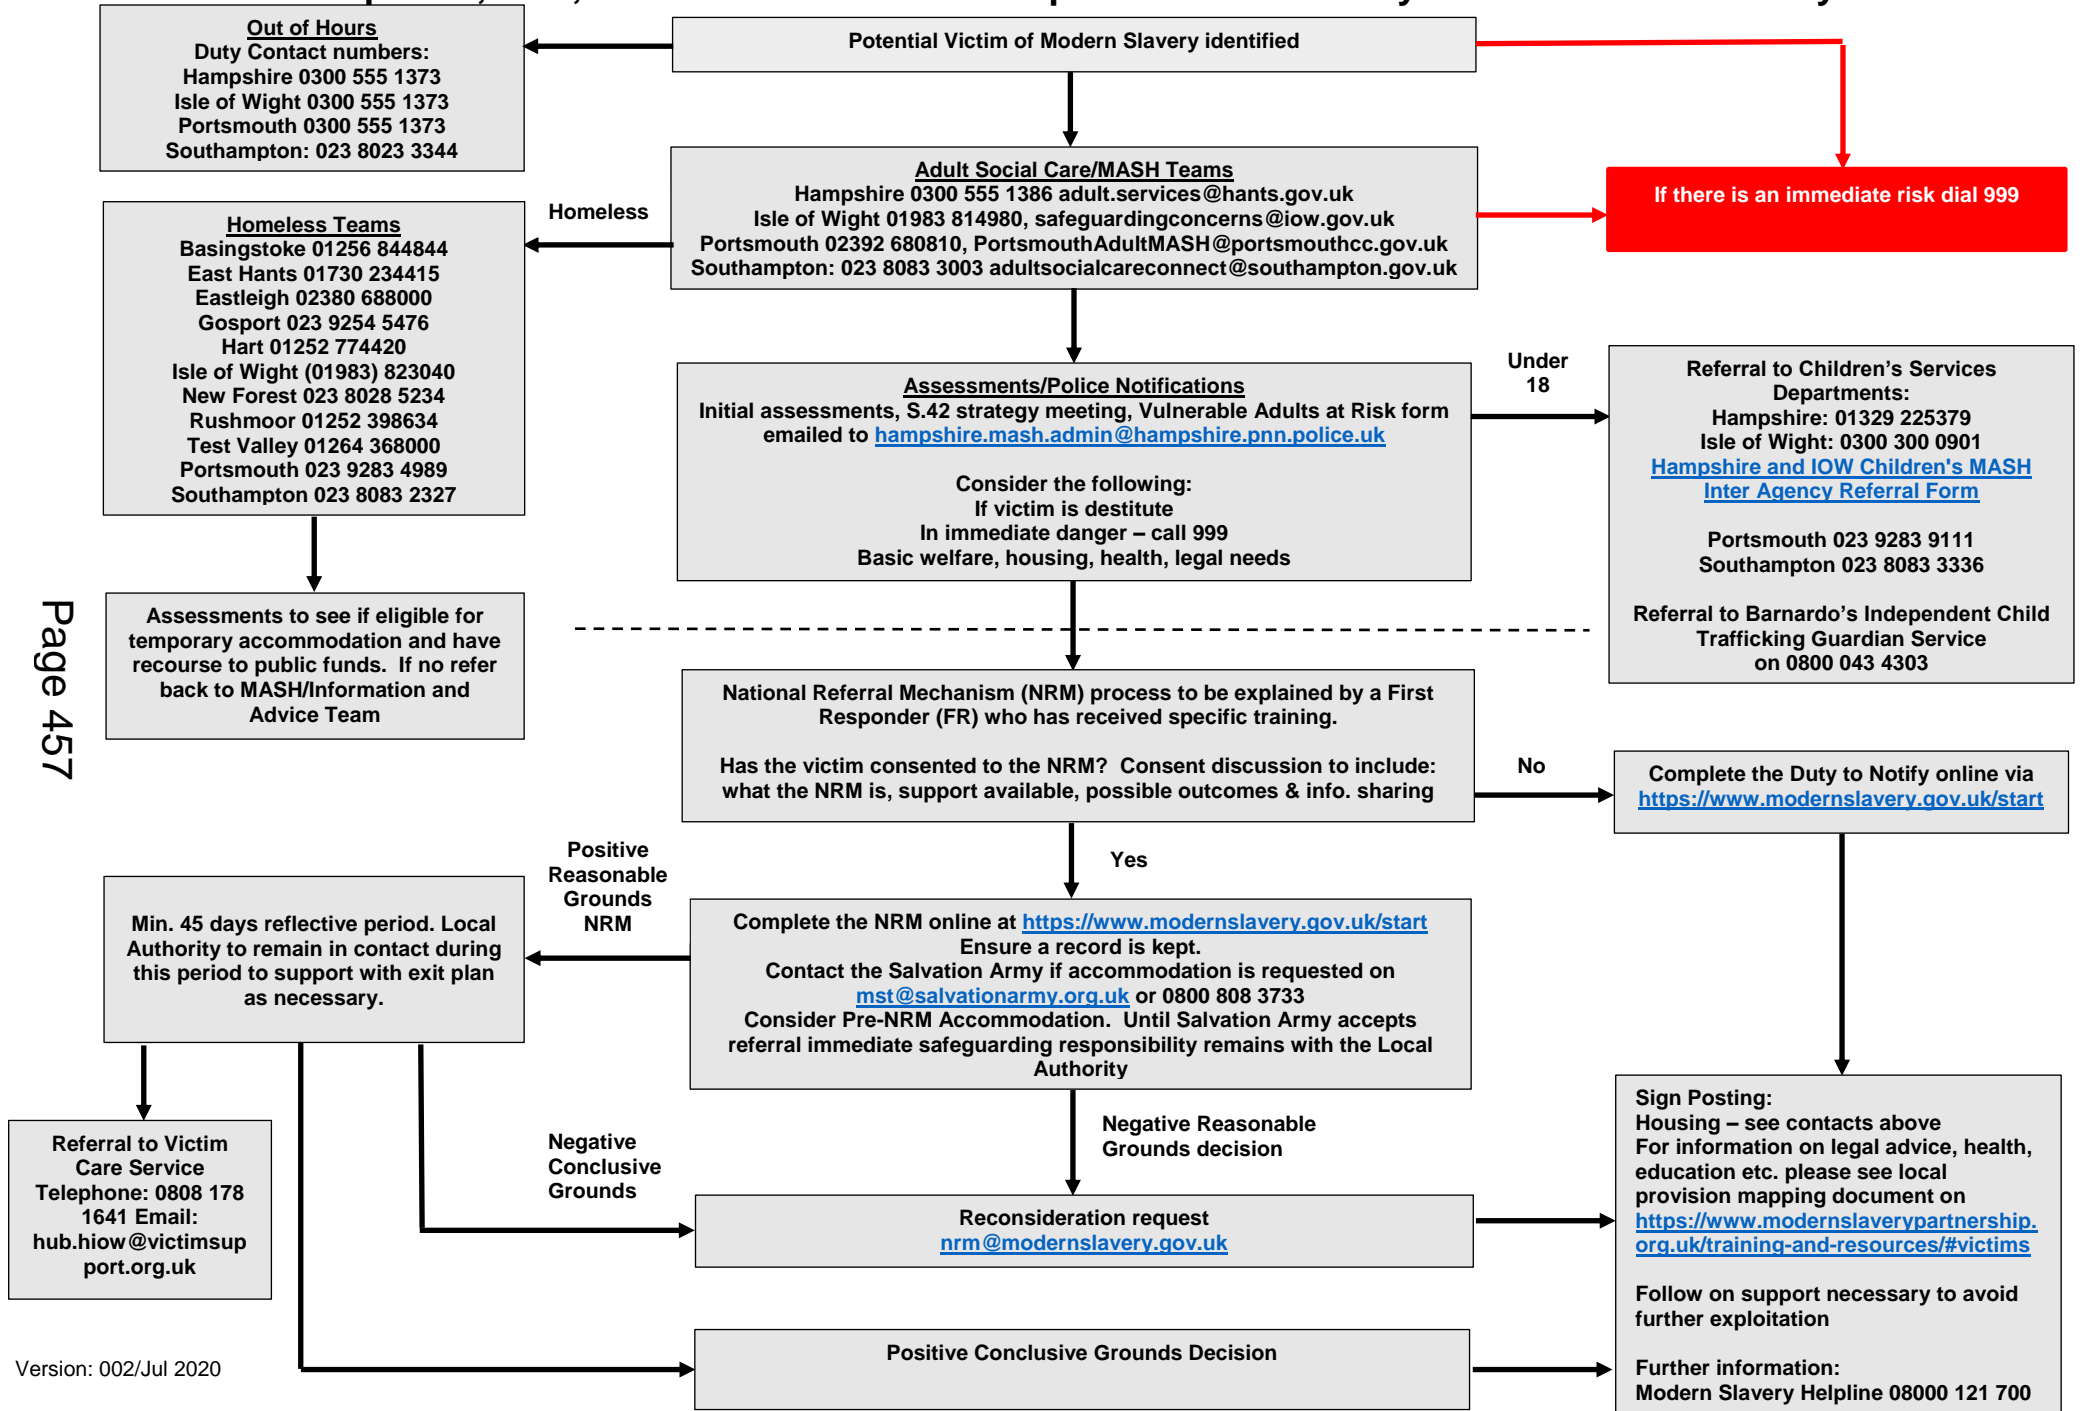 Out of Hours
Duty Contact numbers:
Hampshire 0300 555 1373
Isle of Wight 0300 555 1373
Portsmouth 0300 555 1373
Southampton: 023 8023 3344
Potential Victim of Modern Slavery identified
Adult Social Care/MASH Teams
Hampshire 0300 555 1386 adult.services@hants.gov.uk
Isle of Wight 01983 814980, safeguardingconcerns@iow.gov.uk
Portsmouth 02392 680810, PortsmouthAdultMASH@portsmouthcc.gov.uk
Southampton: 023 8083 3003 adultsocialcareconnect@southampton.gov.uk
If there is an immediate risk dial 999
Homeless
Homeless Teams
Basingstoke 01256 844844
East Hants 01730 234415
Eastleigh 02380 688000
Gosport 023 9254 5476
Hart 01252 774420
Isle of Wight (01983) 823040
New Forest 023 8028 5234
Rushmoor 01252 398634
Test Valley 01264 368000
Portsmouth 023 9283 4989
Southampton 023 8083 2327
Assessments/Police Notifications
Initial assessments, S.42 strategy meeting, Vulnerable Adults at Risk form
emailed to hampshire.mash.admin@hampshire.pnn.police.uk
Consider the following:
If victim is destitute
In immediate danger – call 999
Basic welfare, housing, health, legal needs
Under
18
Referral to Children's Services
Departments:
Hampshire: 01329 225379
Isle of Wight: 0300 300 0901
Hampshire and IOW Children's MASH
Inter Agency Referral Form
Portsmouth 023 9283 9111
Southampton 023 8083 3336
Referral to Barnardo's Independent Child
Trafficking Guardian Service
on 0800 043 4303
Assessments to see if eligible for
temporary accommodation and have
recourse to public funds. If no refer
back to MASH/Information and
Advice Team
Page 457
National Referral Mechanism (NRM) process to be explained by a First
Responder (FR) who has received specific training.
Has the victim consented to the NRM? Consent discussion to include:
what the NRM is, support available, possible outcomes & info. sharing
No
Complete the Duty to Notify online via
https://www.modernslavery.gov.uk/start
Yes
Positive
Reasonable
Grounds
NRM
Min. 45 days reflective period. Local
Authority to remain in contact during
this period to support with exit plan
as necessary.
Complete the NRM online at https://www.modernslavery.gov.uk/start
Ensure a record is kept.
Contact the Salvation Army if accommodation is requested on
mst@salvationarmy.org.uk or 0800 808 3733
Consider Pre-NRM Accommodation. Until Salvation Army accepts
referral immediate safeguarding responsibility remains with the Local
Authority
Referral to Victim
Care Service
Telephone: 0808 178
1641 Email:
hub.hiow@victimsup
port.org.uk
Negative
Conclusive
Grounds
Negative Reasonable
Grounds decision
Reconsideration request
nrm@modernslavery.gov.uk
Positive Conclusive Grounds Decision
Sign Posting:
Housing – see contacts above
For information on legal advice, health,
education etc. please see local
provision mapping document on
https://www.modernslaverypartnership.
org.uk/training-and-resources/#victims
Follow on support necessary to avoid
further exploitation
Further information:
Modern Slavery Helpline 08000 121 700
Version: 002/Jul 2020